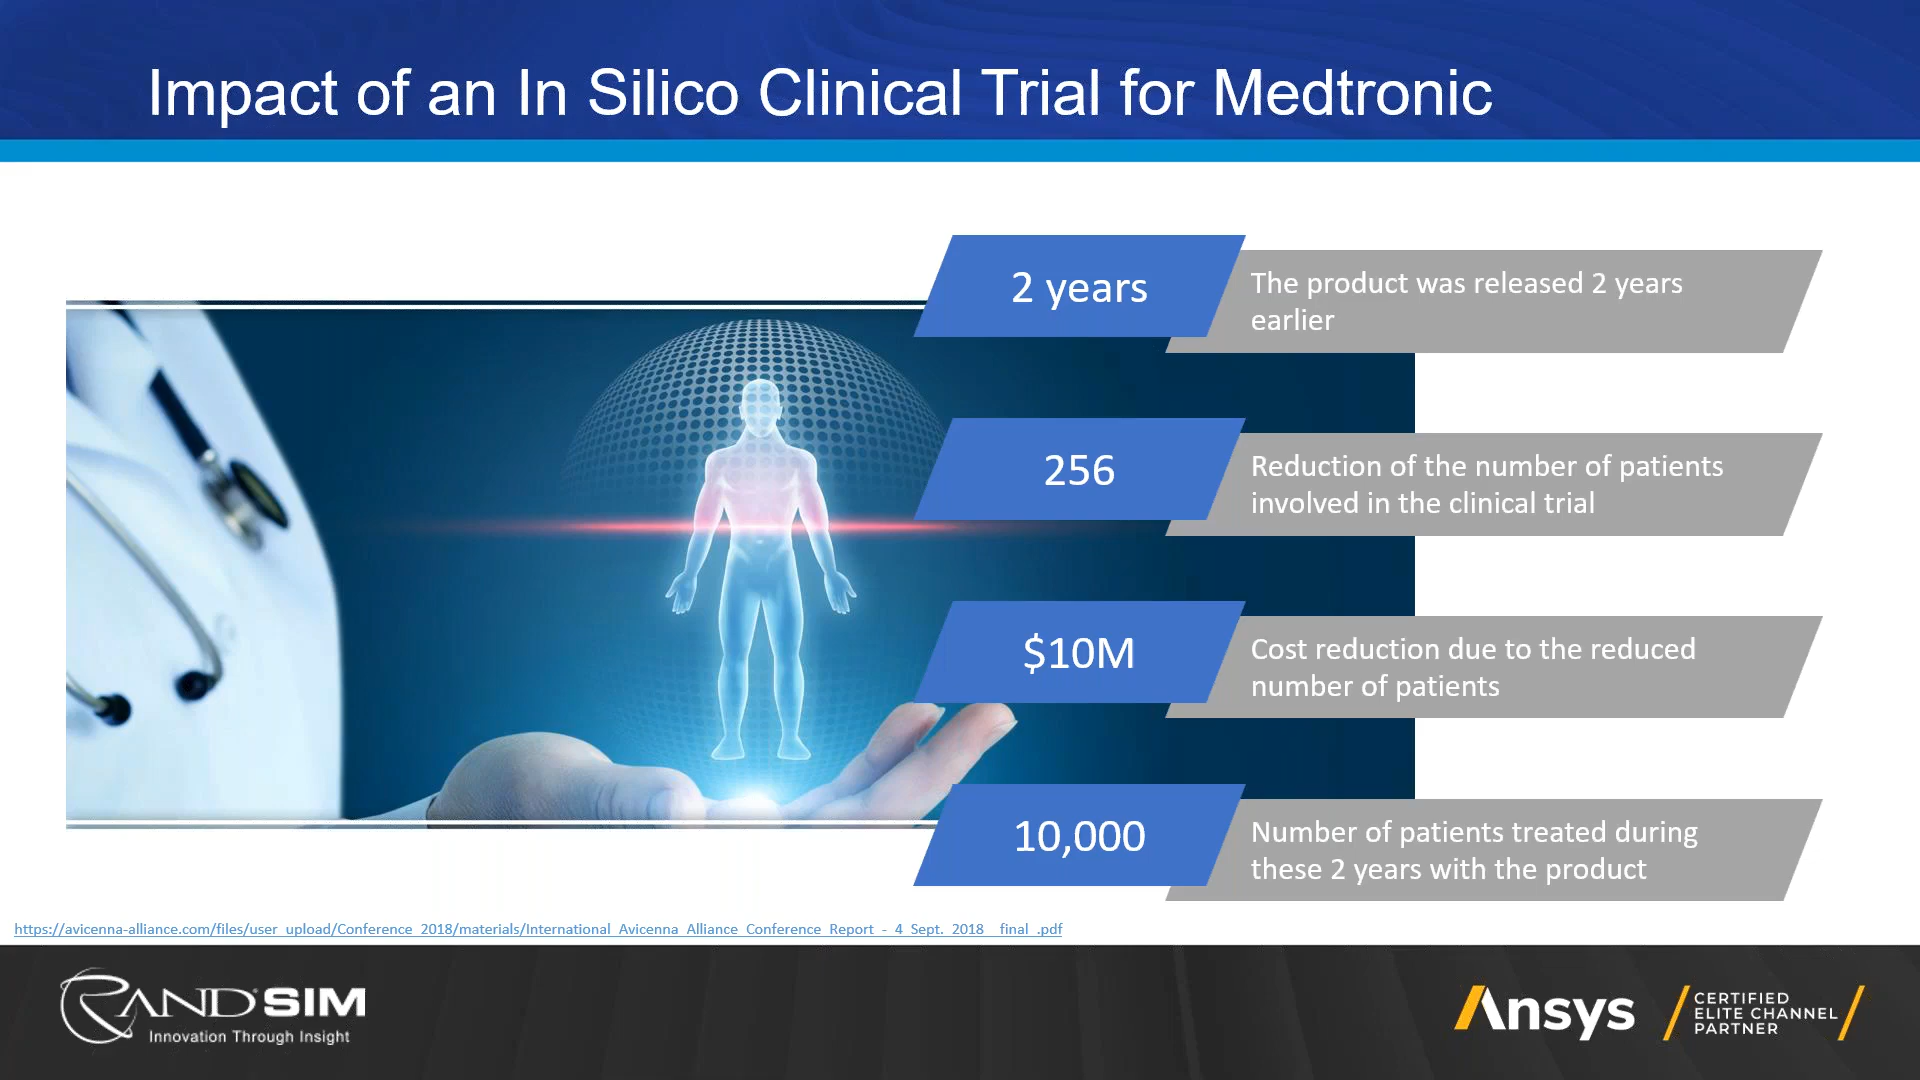 Impact of an In Silico Clinical Trial for Medtronic
2 years
The product was released 2 years
earlier
256
Reduction of the number of patients
involved in the clinical trial
$10M
Cost reduction due to the reduced
number of patients
10,000
Number of patients treated during
these 2 years with the product
https://avicenna-alliance.com/files/user_upload/Conference_2018/materials/International_Avicenna_Alliance_Conference_Report_-_4_Sept._2018__final_.pdf
RAND SIM
Innovation Through Insight
Ansys
CERTIFIED
ELITE CHANNEL
PARTNER